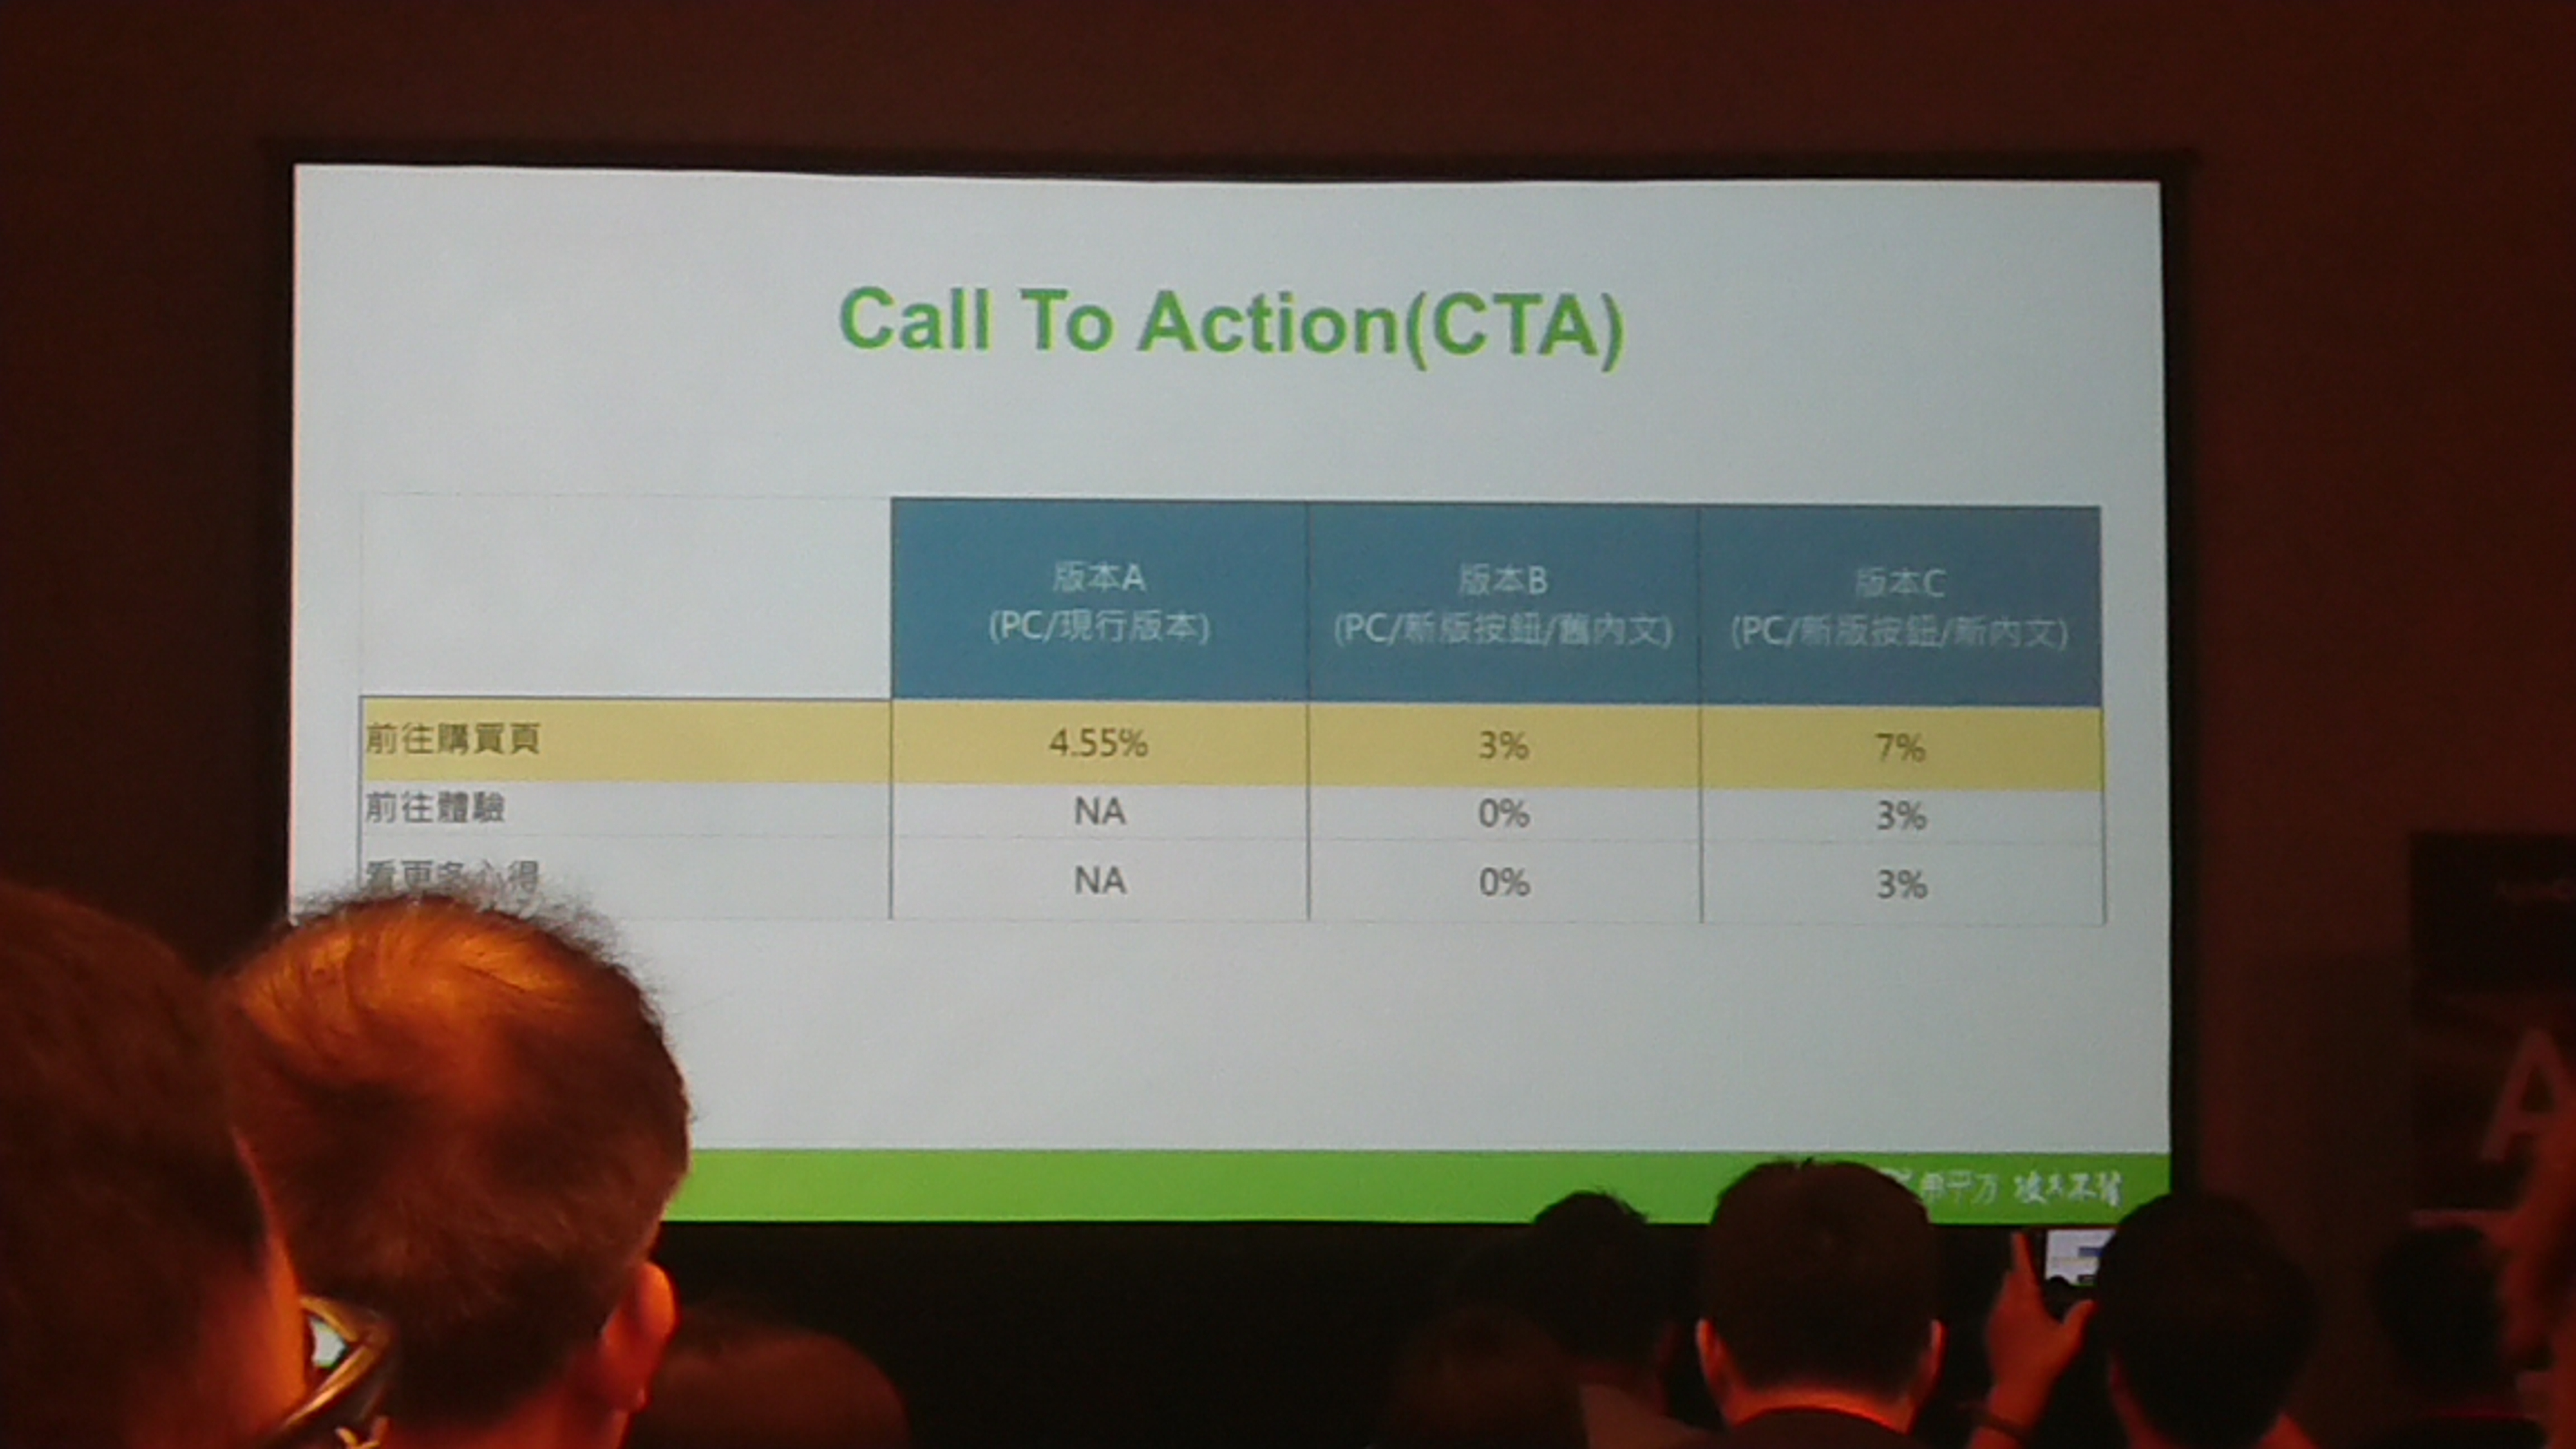 Call To Action(CTA)
版本A
(PC/現行版本)
版本B
(PC/新版按鈕/舊內文)
版本C
(PC/新版按鈕/新內文)
前往購買頁 4.55% 3% 7%
前往體驗 NA 0% 3%
看更多心得 NA 0% 3%
A